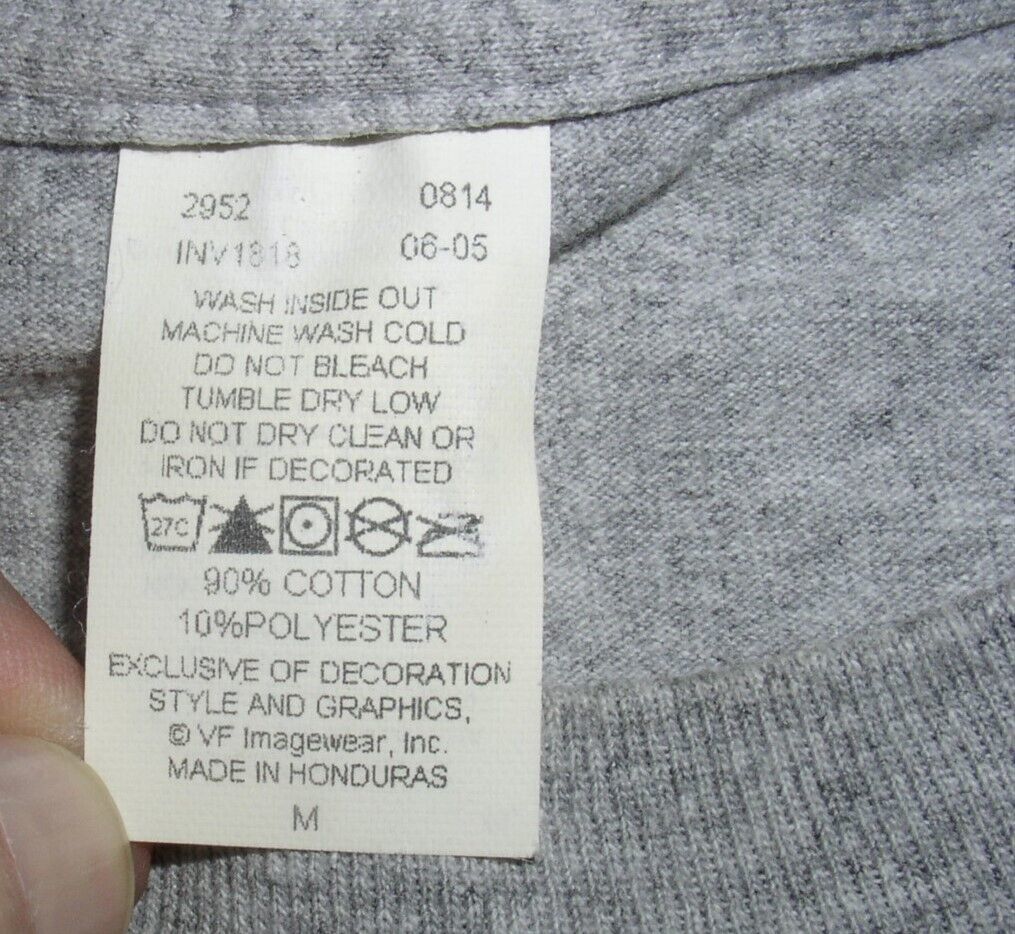 2952 0814
INV1818 06-05
WASH INSIDE OUT
MACHINE WASH COLD
DO NOT BLEACH
TUMBLE DRY LOW
DO NOT DRY CLEAN OR
IRON IF DECORATED
27C
90% COTTON
10%POLYESTER
EXCLUSIVE OF DECORATION
STYLE AND GRAPHICS,
© VF Imagewear, Inc.
MADE IN HONDURAS
M